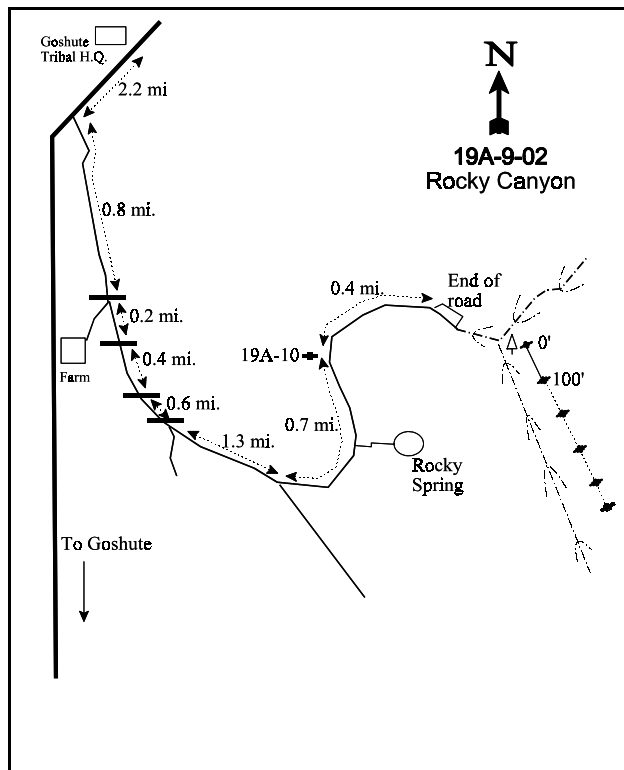 Goshute
Tribal H.Q.
2.2 mi
N
19A-9-02
Rocky Canyon
0.8 mi.
0.4 mi.
End of
road
0.2 mi.
19A-10
0'
Farm
0.4 mi.
100'
0.6 mi.
0.7 mi.
1.3 mi.
Rocky
Spring
To Goshute